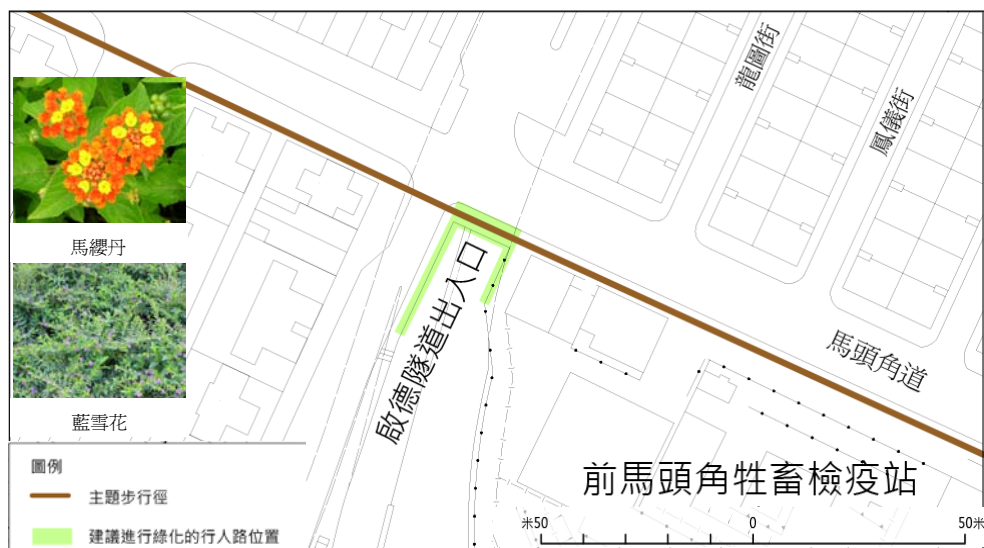 龍圖街
鳳儀街
馬纓丹
藍雪花
啟德隧道出入口
馬頭角道
前馬頭角牲畜檢疫站
圖例
主題步行徑
建議進行綠化的行人路位置
米50
0
50米